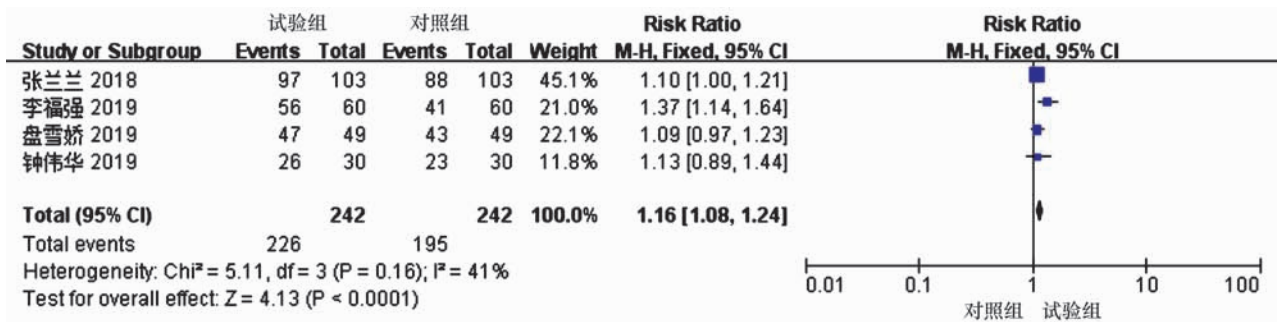 试验组 对照组 Risk Ratio Risk Ratio
Study or Subgroup Events Total Events Total Weight M-H, Fixed, 95% CI M-H, Fixed, 95% CI
张兰兰 2018 97 103 88 103 45.1% 1.10 [1.00, 1.21]
李福强 2019 56 60 41 60 21.0% 1.37 [1.14, 1.64]
盘雪娇 2019 47 49 43 49 22.1% 1.09 [0.97, 1.23]
钟伟华 2019 26 30 23 30 11.8% 1.13 [0.89, 1.44]
Total (95% CI) 242 242 100.0% 1.16 [1.08, 1.24]
Total events 226 195
Heterogeneity: Chi² = 5.11, df = 3 (P = 0.16); I² = 41%
Test for overall effect: Z = 4.13 (P < 0.0001)
0.01 0.1 1 10 100
对照组 试验组